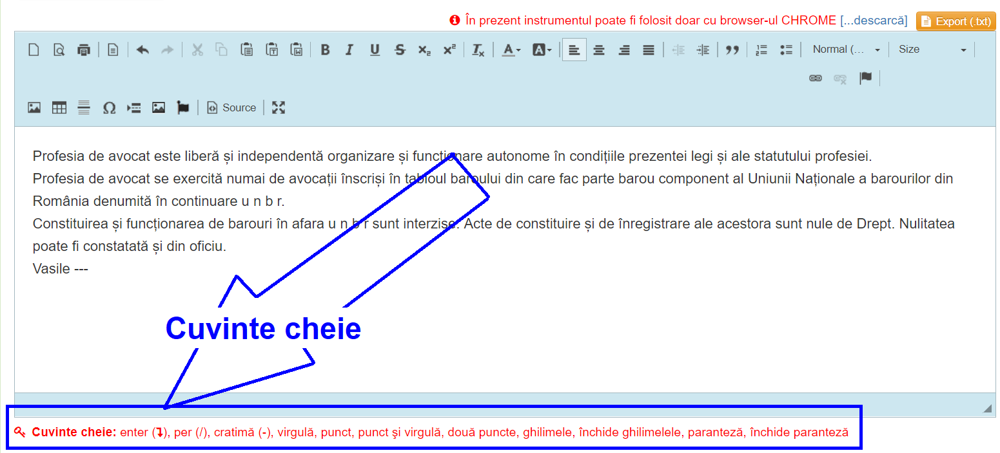 În prezent instrumentul poate fi folosit doar cu browser-ul CHROME [...descarcă] Export (.txt)
B I U S x₂ x² Tx A A Normal (... Size
Ω Source
Profesia de avocat este liberă și independentă organizare și funcționare autonome în condițiile prezentei legi și ale statutului profesiei.
Profesia de avocat se exercită numai de avocații înscriși în tabloul baroului din care fac parte barou component al Uniunii Naționale a barourilor din
România denumită în continuare u n b r.
Constituirea și funcționarea de barouri în afara u n b r sunt interzise. Acte de constituire și de înregistrare ale acestora sunt nule de Drept. Nulitatea
poate fi constatată și din oficiu.
Vasile ---
Cuvinte cheie
Cuvinte cheie: enter (↴), per (/), cratimă (-), virgulă, punct, punct şi virgulă, două puncte, ghilimele, închide ghilimelele, paranteză, închide paranteză